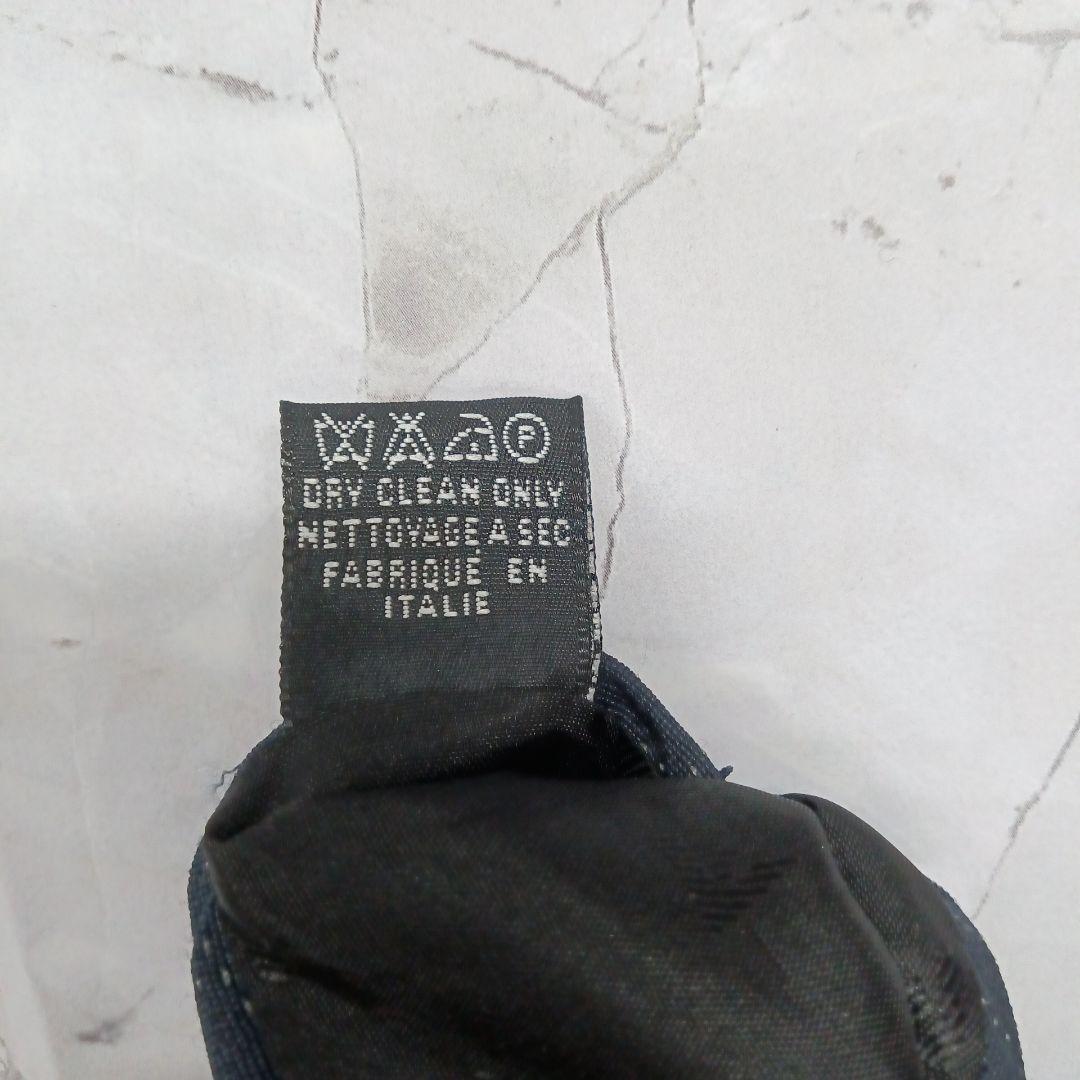 P
DRY CLEAN ONLY
NETTOYAGE A SEC
FABRIQUÉ EN
ITALIE